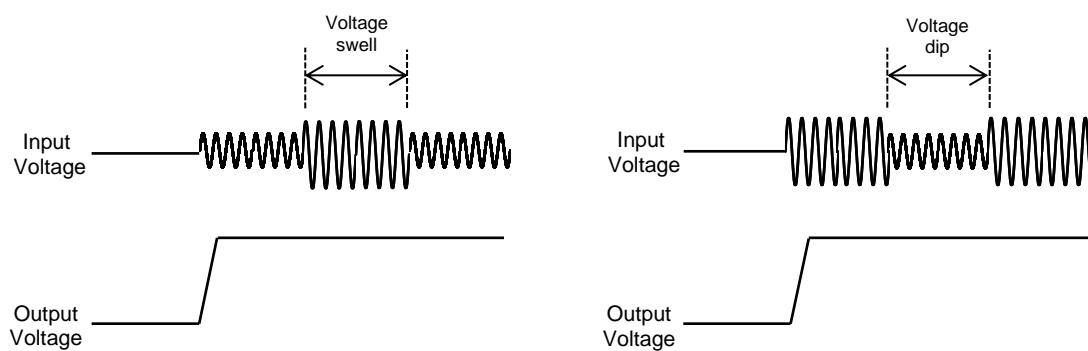 Voltage
swell
Input
Voltage
Output
Voltage
Voltage
dip
Input
Voltage
Output
Voltage